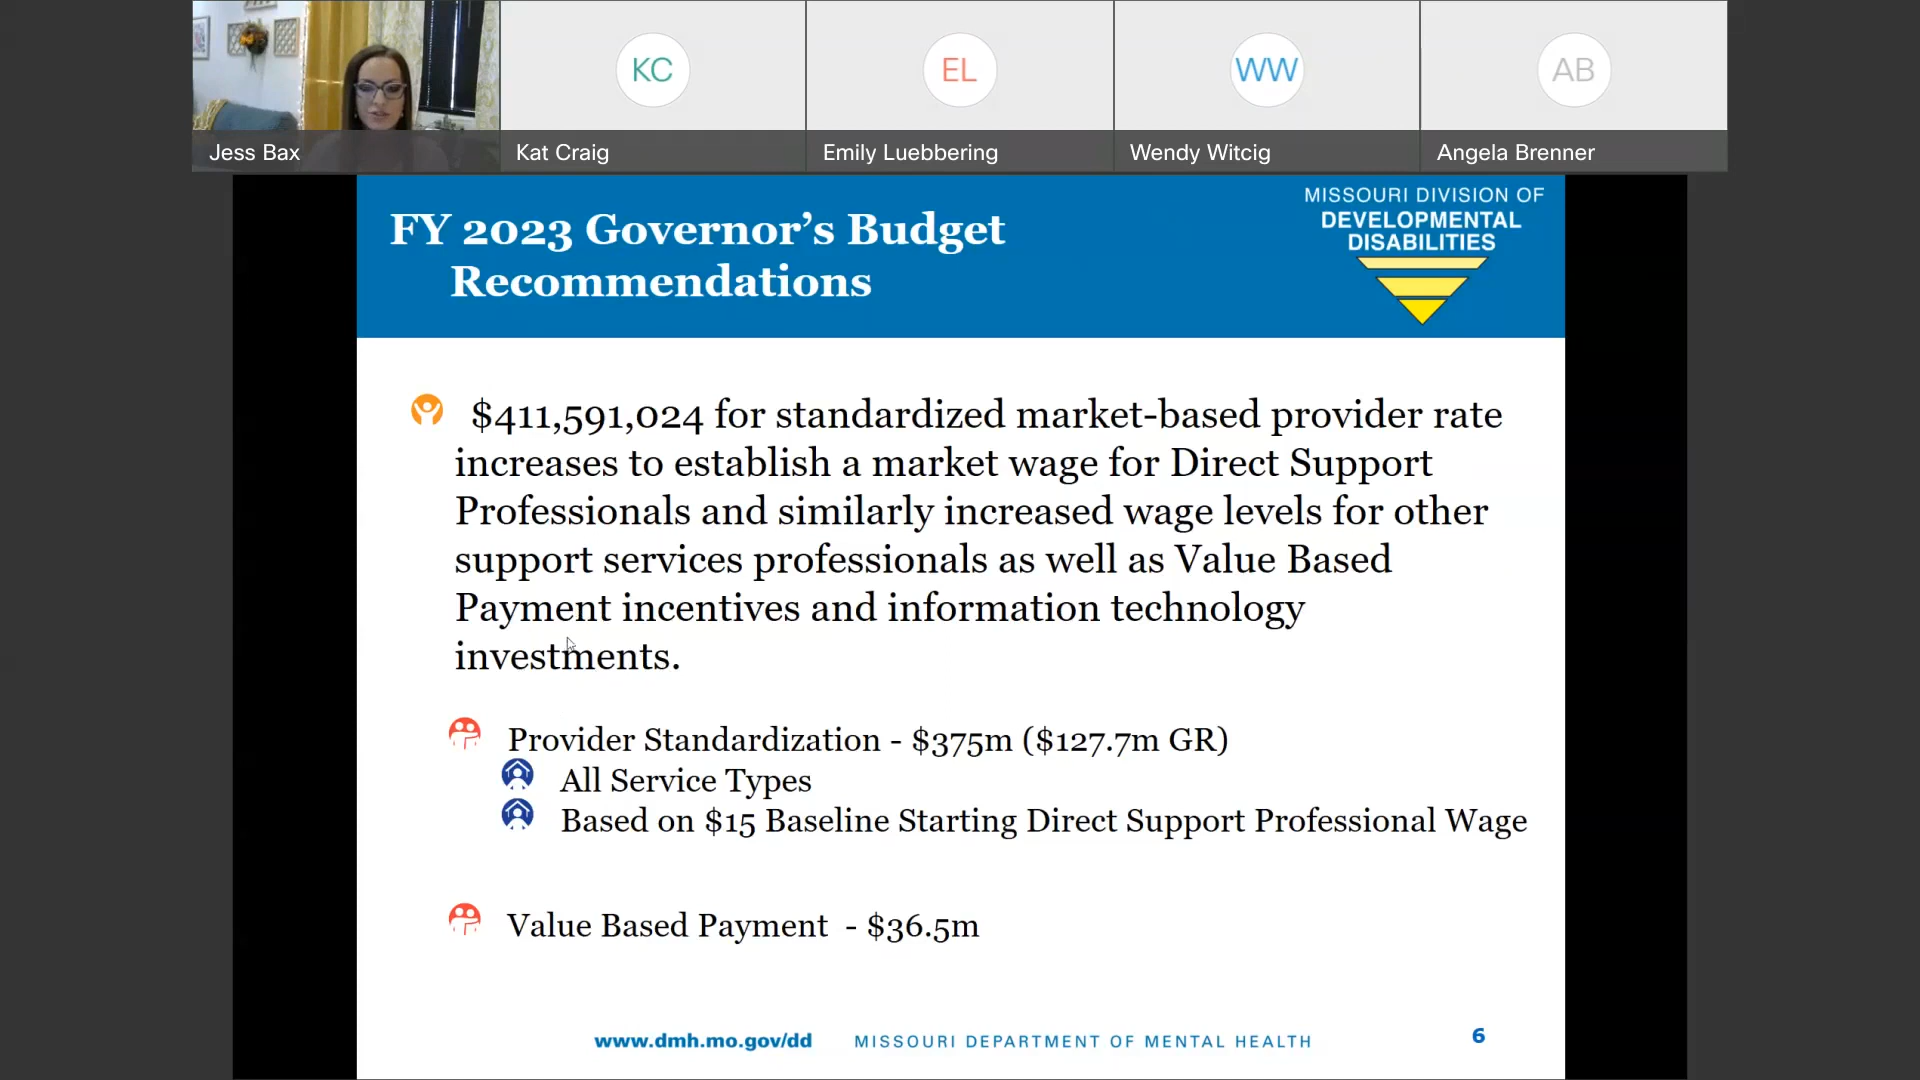 KC
EL
WW
AB
Jess Bax
Kat Craig
Emily Luebbering
Wendy Witcig
Angela Brenner
FY 2023 Governor’s Budget
Recommendations
MISSOURI DIVISION OF
DEVELOPMENTAL
DISABILITIES
$411,591,024 for standardized market-based provider rate
increases to establish a market wage for Direct Support
Professionals and similarly increased wage levels for other
support services professionals as well as Value Based
Payment incentives and information technology
investments.
Provider Standardization - $375m ($127.7m GR)
All Service Types
Based on $15 Baseline Starting Direct Support Professional Wage
Value Based Payment - $36.5m
www.dmh.mo.gov/dd MISSOURI DEPARTMENT OF MENTAL HEALTH 6